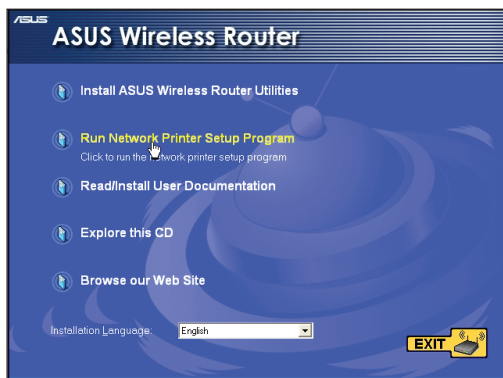 ASUS
ASUS Wireless Router
Install ASUS Wireless Router Utilities
Run Network Printer Setup Program
Click to run the network printer setup program
Read/Install User Documentation
Explore this CD
Browse our Web Site
Installation Language: English
EXIT